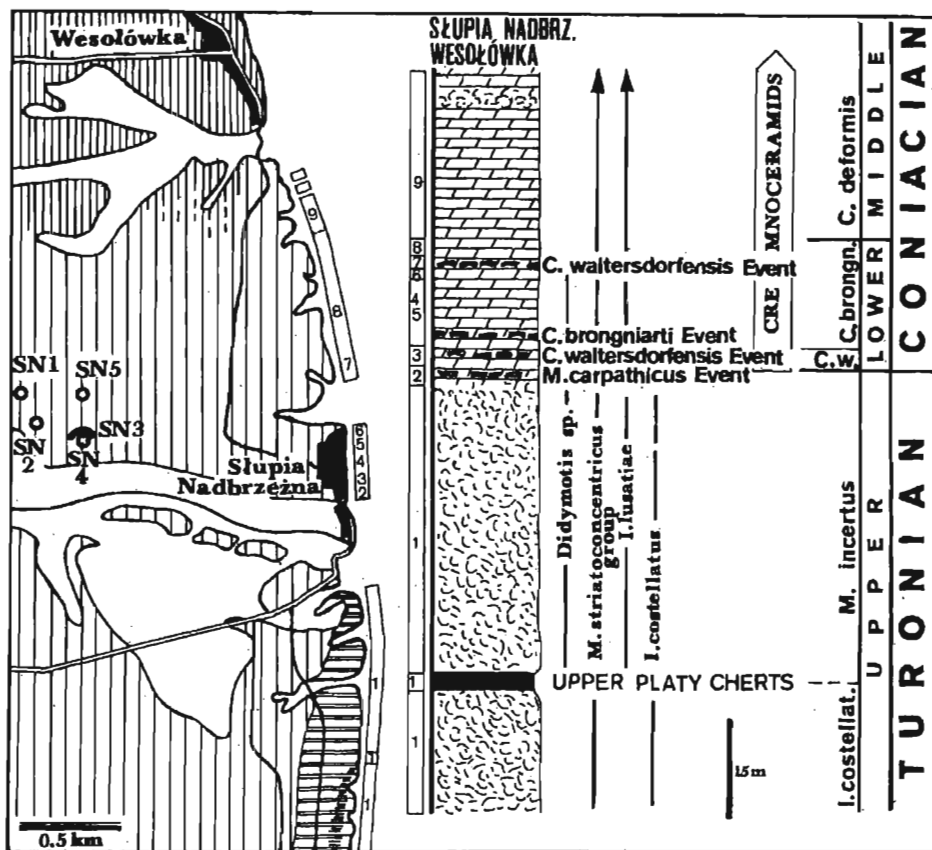 Wesołówka
9
8
7
SN1
SN5
SN3
SN
2
SN
4
6
5
4
3
2
Słupia
Nadbrzeżna
1
1
1
0.5 km
SŁUPIA NADBRZ.
WESOŁÓWKA
9
8
7
6
4
5
3
2
1
1
1
C. waltersdorfensis Event
C. brongniarti Event
C. waltersdorfensis Event
M. carpathicus Event
Didymotis sp.
M. striatoconcentricus
group
I. lusatiae
I. costellatus
UPPER PLATY CHERTS
15 m
CRE MNOCERAMIDS
C. deformis
C. brongn.
C.w.
M. incertus
I. costellat.
MIDDLE
LOWER
UPPER
CONIACIAN
TURONIAN